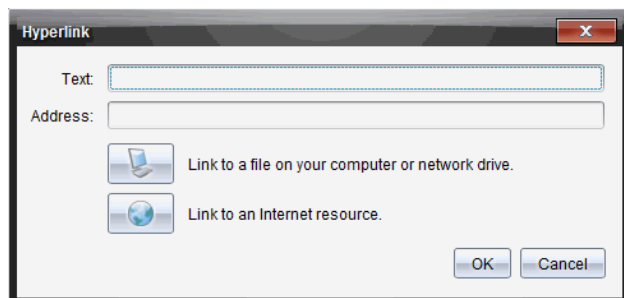 Hyperlink
Text:
Address:
Link to a file on your computer or network drive.
Link to an Internet resource.
OK Cancel